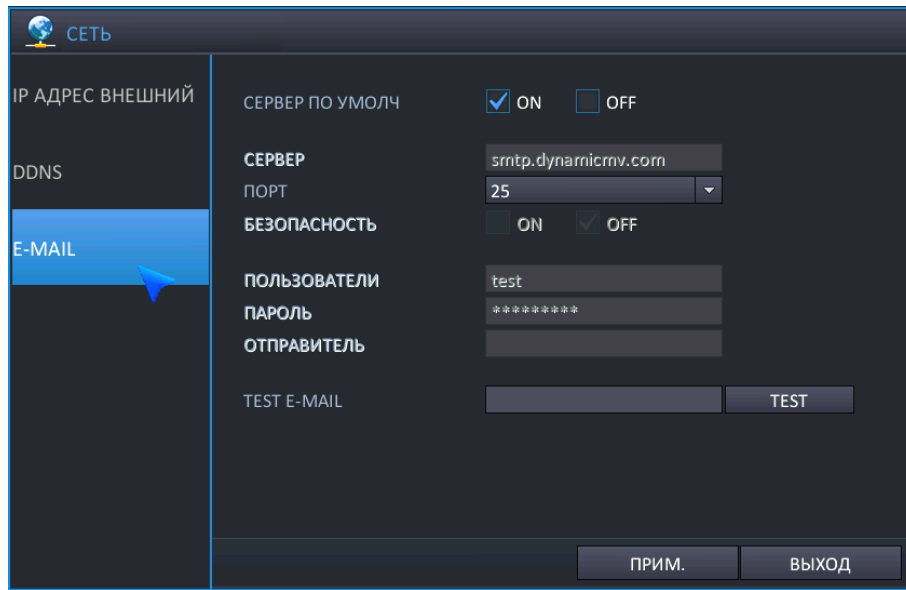 СЕТЬ
IP АДРЕС ВНЕШНИЙ
DDNS
E-MAIL
СЕРВЕР ПО УМОЛЧ ON OFF
СЕРВЕР smtp.dynamicmv.com
ПОРТ 25
БЕЗОПАСНОСТЬ ON OFF
ПОЛЬЗОВАТЕЛИ test
ПАРОЛЬ *********
ОТПРАВИТЕЛЬ
TEST E-MAIL TEST
ПРИМ. ВЫХОД